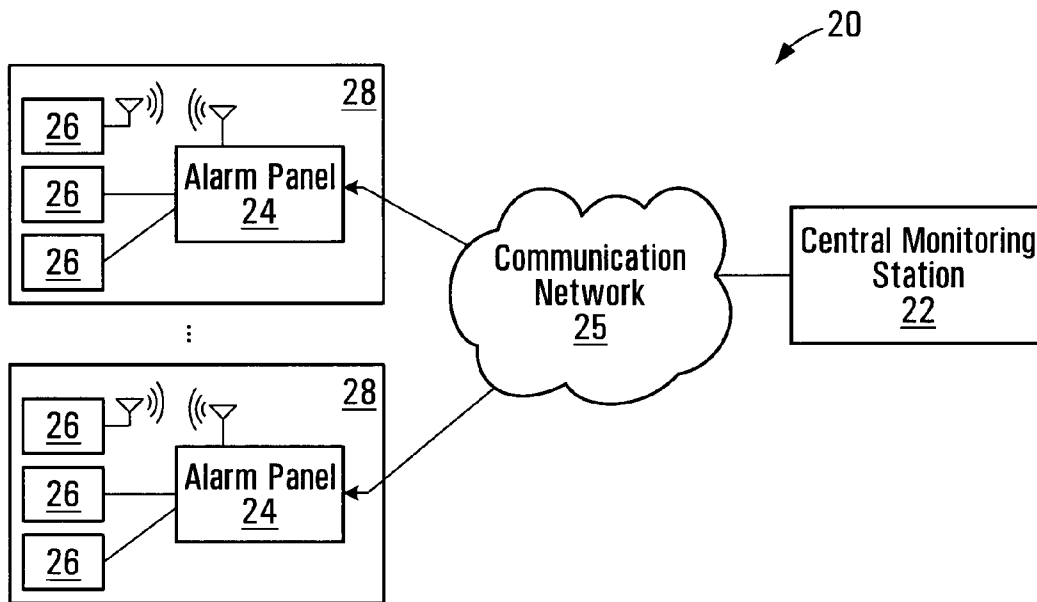 20
28
26
26
26
Alarm Panel
24
Communication
Network
25
Central Monitoring
Station
22
...
28
26
26
26
Alarm Panel
24